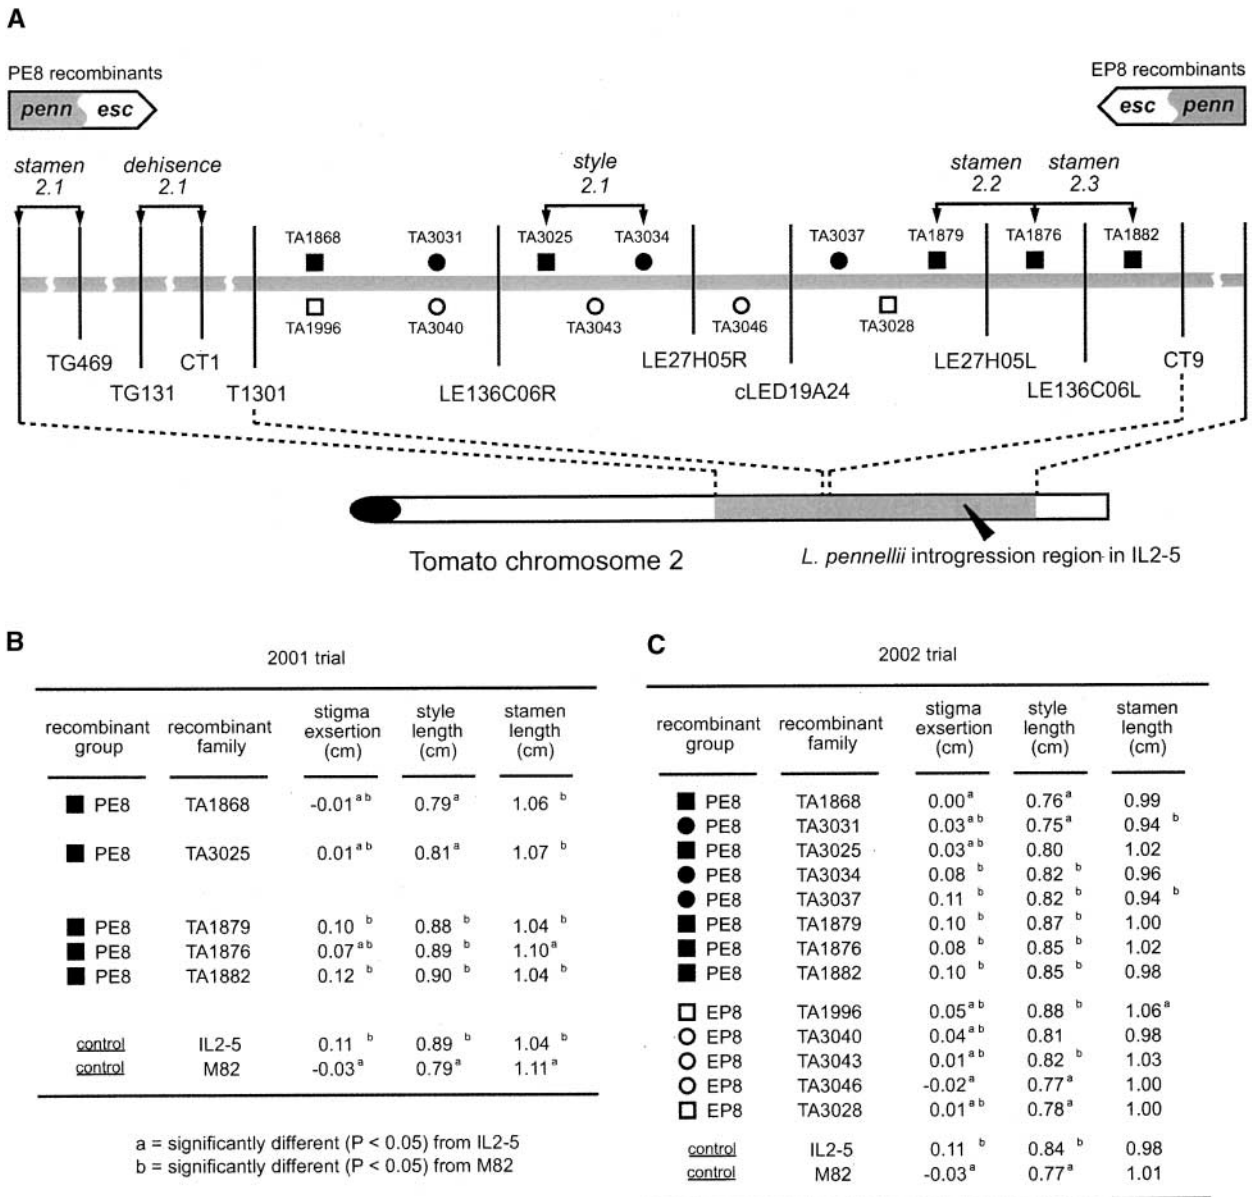 A
PE8 recombinants
penn esc
EP8 recombinants
esc penn
stamen
2.1
dehisence
2.1
style
2.1
stamen
2.2
stamen
2.3
TA1868
TA3031
TA3025
TA3034
TA3037
TA1879
TA1876
TA1882
TA1996
TA3040
TA3043
TA3046
TA3028
TG469
CT1
LE27H05R
LE27H05L
CT9
TG131
T1301
LE136C06R
cLED19A24
LE136C06L
Tomato chromosome 2
L. pennellii introgression region in IL2-5
B
2001 trial
recombinant group recombinant family stigma exsertion (cm) style length (cm) stamen length (cm)
PE8 TA1868 -0.01 a b 0.79 a 1.06 b
PE8 TA3025 0.01 a b 0.81 a 1.07 b
PE8 TA1879 0.10 b 0.88 b 1.04 b
PE8 TA1876 0.07 a b 0.89 b 1.10 a
PE8 TA1882 0.12 b 0.90 b 1.04 b
control IL2-5 0.11 b 0.89 b 1.04 b
control M82 -0.03 a 0.79 a 1.11 a
a = significantly different (P < 0.05) from IL2-5
b = significantly different (P < 0.05) from M82
C
2002 trial
recombinant group recombinant family stigma exsertion (cm) style length (cm) stamen length (cm)
PE8 TA1868 0.00 a 0.76 a 0.99
PE8 TA3031 0.03 a b 0.75 a 0.94 b
PE8 TA3025 0.03 a b 0.80 1.02
PE8 TA3034 0.08 b 0.82 b 0.96
PE8 TA3037 0.11 b 0.82 b 0.94 b
PE8 TA1879 0.10 b 0.87 b 1.00
PE8 TA1876 0.08 b 0.85 b 1.02
PE8 TA1882 0.10 b 0.85 b 0.98
EP8 TA1996 0.05 a b 0.88 b 1.06 a
EP8 TA3040 0.04 a b 0.81 0.98
EP8 TA3043 0.01 a b 0.82 b 1.03
EP8 TA3046 -0.02 a 0.77 a 1.00
EP8 TA3028 0.01 a b 0.78 a 1.00
control IL2-5 0.11 b 0.84 b 0.98
control M82 -0.03 a 0.77 a 1.01